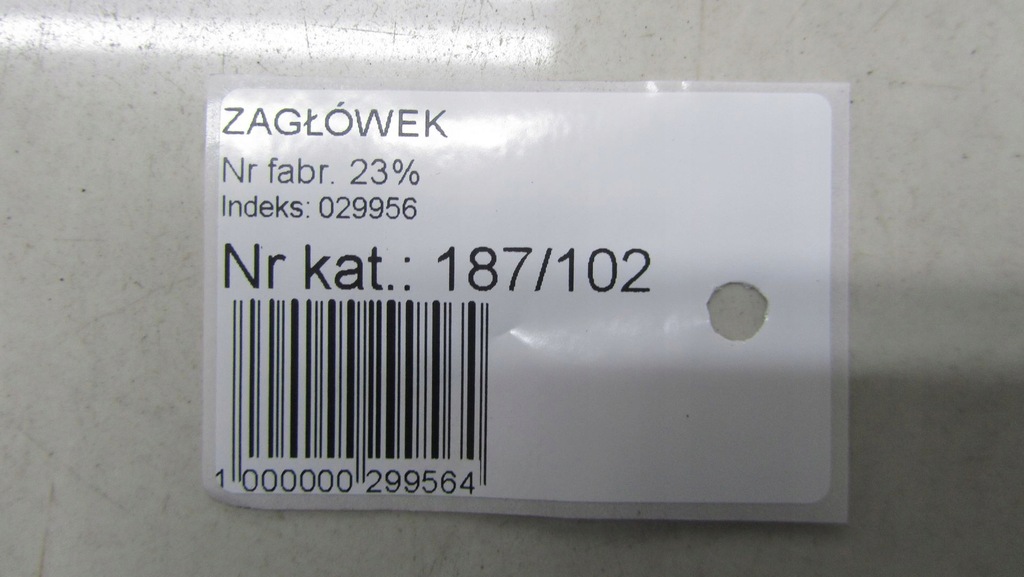 ZAGŁÓWEK
Nr fabr. 23%
Indeks: 029956
Nr kat.: 187/102
1 000000 299564